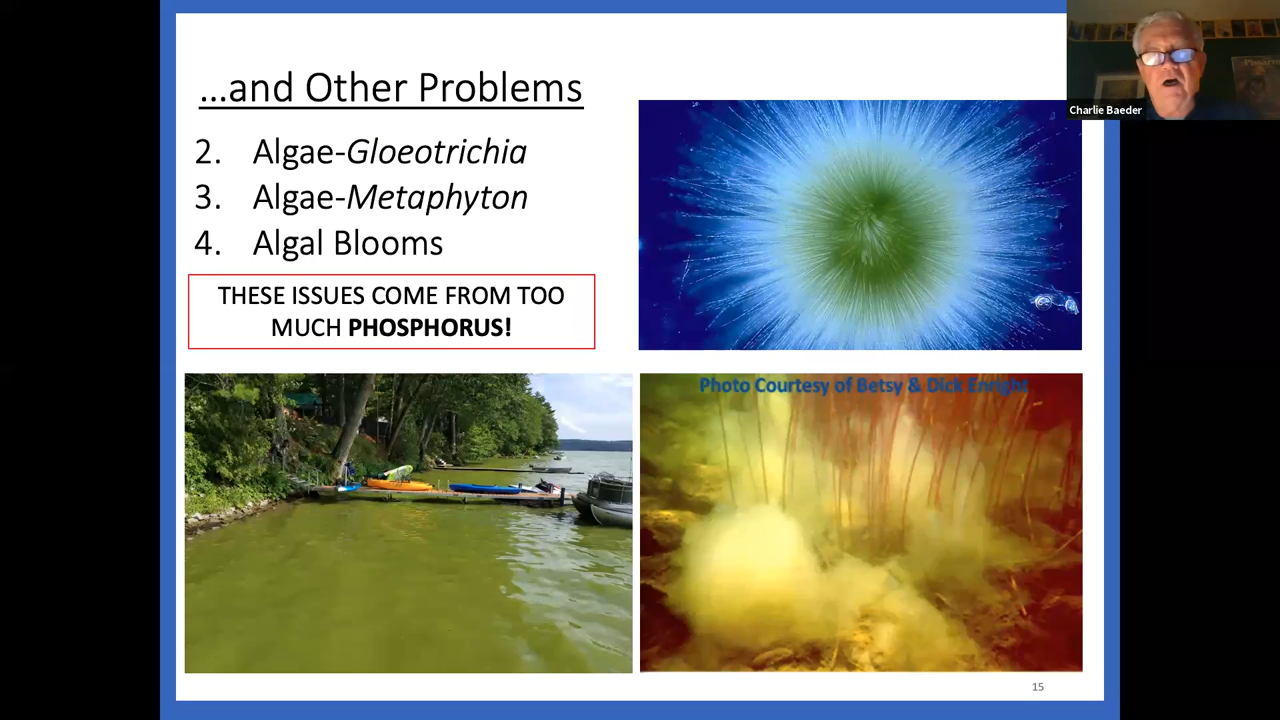 ...and Other Problems
2. Algae-Gloeotrichia
3. Algae-Metaphyton
4. Algal Blooms
THESE ISSUES COME FROM TOO
MUCH PHOSPHORUS!
Charlie Baeder
Photo Courtesy of Betsy & Dick Enright
15